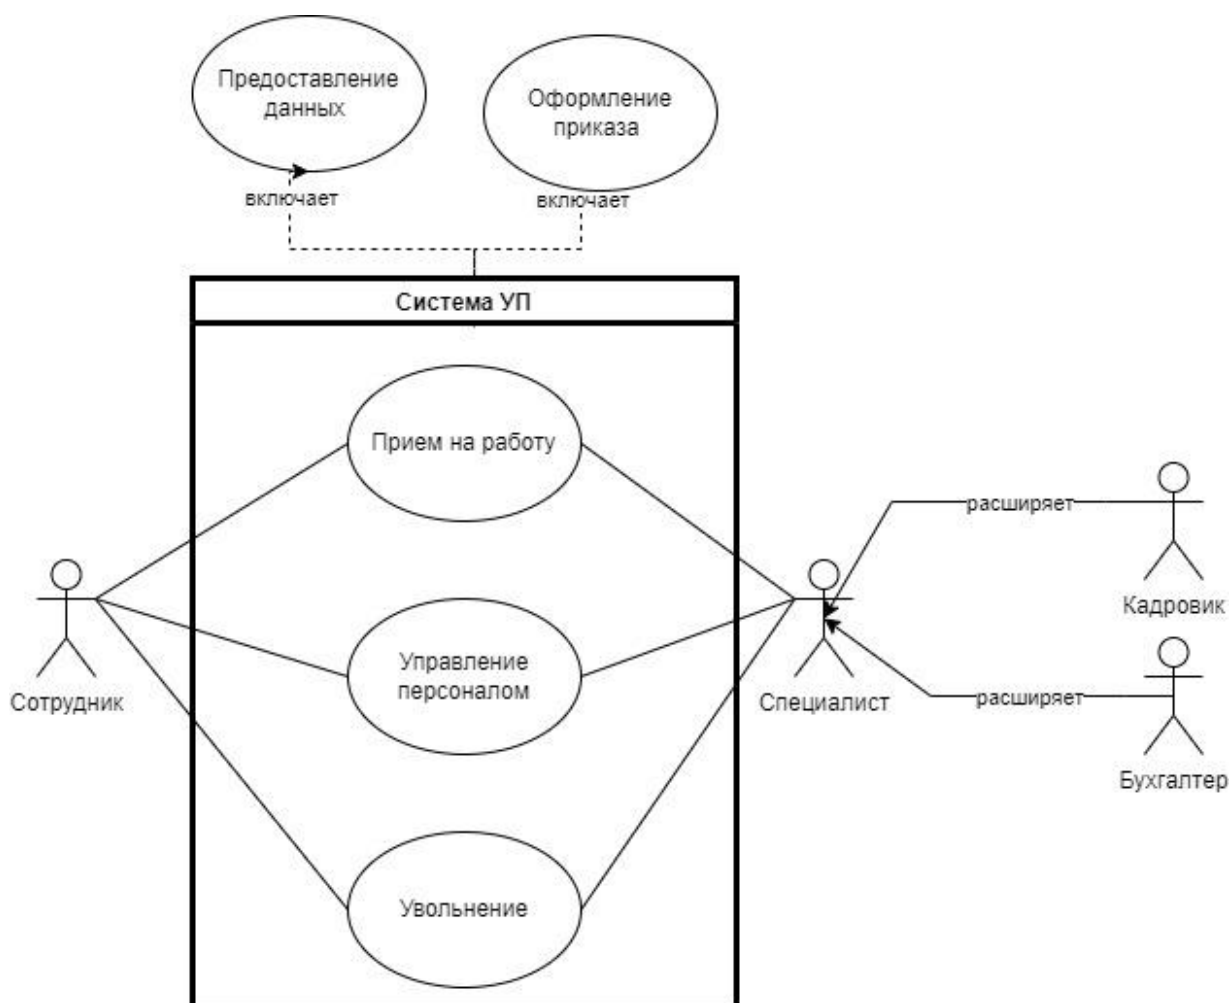 Предоставление
данных
Оформление
приказа
включает
включает
Система УП
Прием на работу
расширяет
Кадровик
Управление
персоналом
Сотрудник
Специалист
расширяет
Бухгалтер
Увольнение